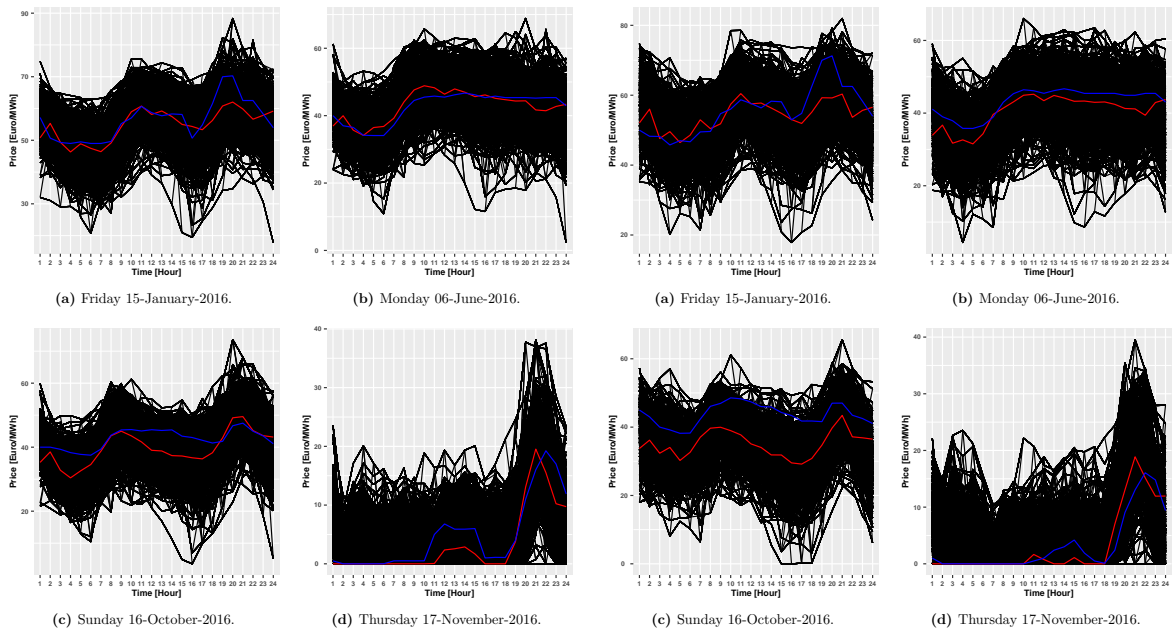 90
70
50
30
Price [Euro/MWh]
1 2 3 4 5 6 7 8 9 10 11 12 13 14 15 16 17 18 19 20 21 22 23 24
Time [Hour]
(a) Friday 15-January-2016.
60
40
20
0
Price [Euro/MWh]
1 2 3 4 5 6 7 8 9 10 11 12 13 14 15 16 17 18 19 20 21 22 23 24
Time [Hour]
(b) Monday 06-June-2016.
80
60
40
20
Price [Euro/MWh]
1 2 3 4 5 6 7 8 9 10 11 12 13 14 15 16 17 18 19 20 21 22 23 24
Time [Hour]
(a) Friday 15-January-2016.
60
40
20
Price [Euro/MWh]
1 2 3 4 5 6 7 8 9 10 11 12 13 14 15 16 17 18 19 20 21 22 23 24
Time [Hour]
(b) Monday 06-June-2016.
60
40
20
Price [Euro/MWh]
1 2 3 4 5 6 7 8 9 10 11 12 13 14 15 16 17 18 19 20 21 22 23 24
Time [Hour]
(c) Sunday 16-October-2016.
40
30
20
10
0
Price [Euro/MWh]
1 2 3 4 5 6 7 8 9 10 11 12 13 14 15 16 17 18 19 20 21 22 23 24
Time [Hour]
(d) Thursday 17-November-2016.
60
40
20
0
Price [Euro/MWh]
1 2 3 4 5 6 7 8 9 10 11 12 13 14 15 16 17 18 19 20 21 22 23 24
Time [Hour]
(c) Sunday 16-October-2016.
40
30
20
10
0
Price [Euro/MWh]
1 2 3 4 5 6 7 8 9 10 11 12 13 14 15 16 17 18 19 20 21 22 23 24
Time [Hour]
(d) Thursday 17-November-2016.